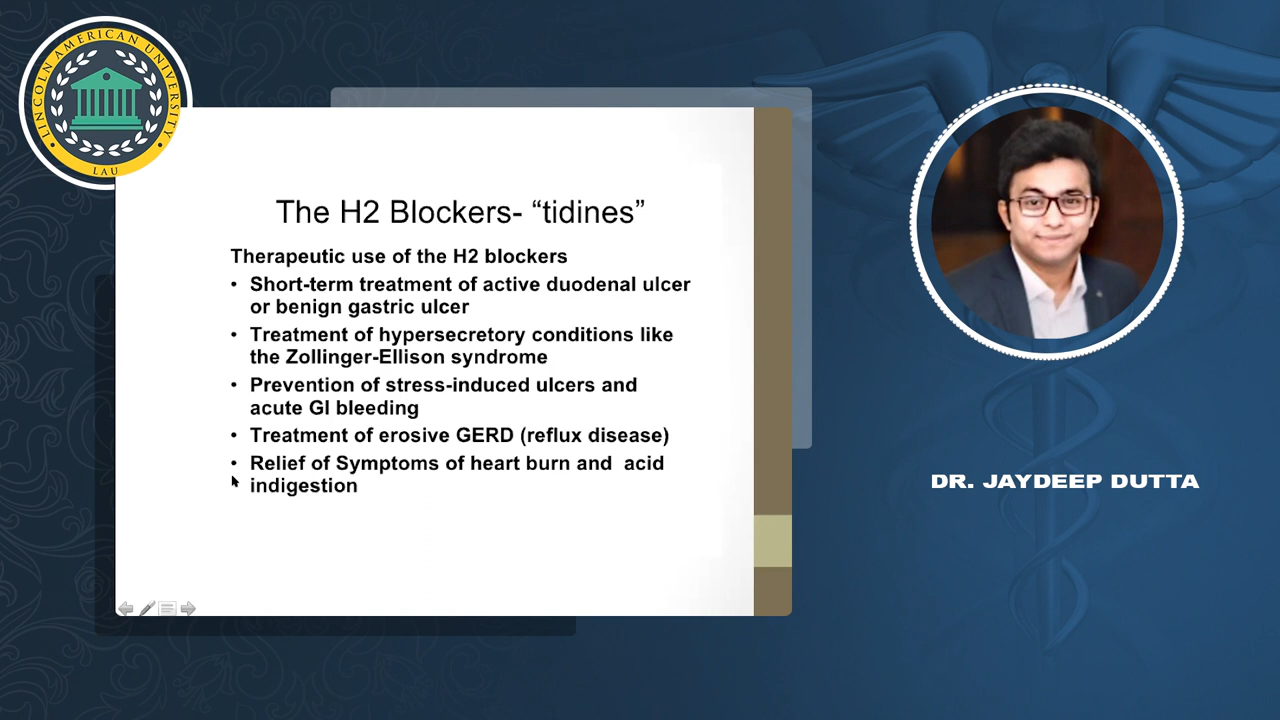 LINCOLN AMERICAN UNIVERSITY
LAU
The H2 Blockers- “tidines”
Therapeutic use of the H2 blockers
• Short-term treatment of active duodenal ulcer
or benign gastric ulcer
• Treatment of hypersecretory conditions like
the Zollinger-Ellison syndrome
• Prevention of stress-induced ulcers and
acute GI bleeding
• Treatment of erosive GERD (reflux disease)
• Relief of Symptoms of heart burn and  acid
indigestion
DR. JAYDEEP DUTTA